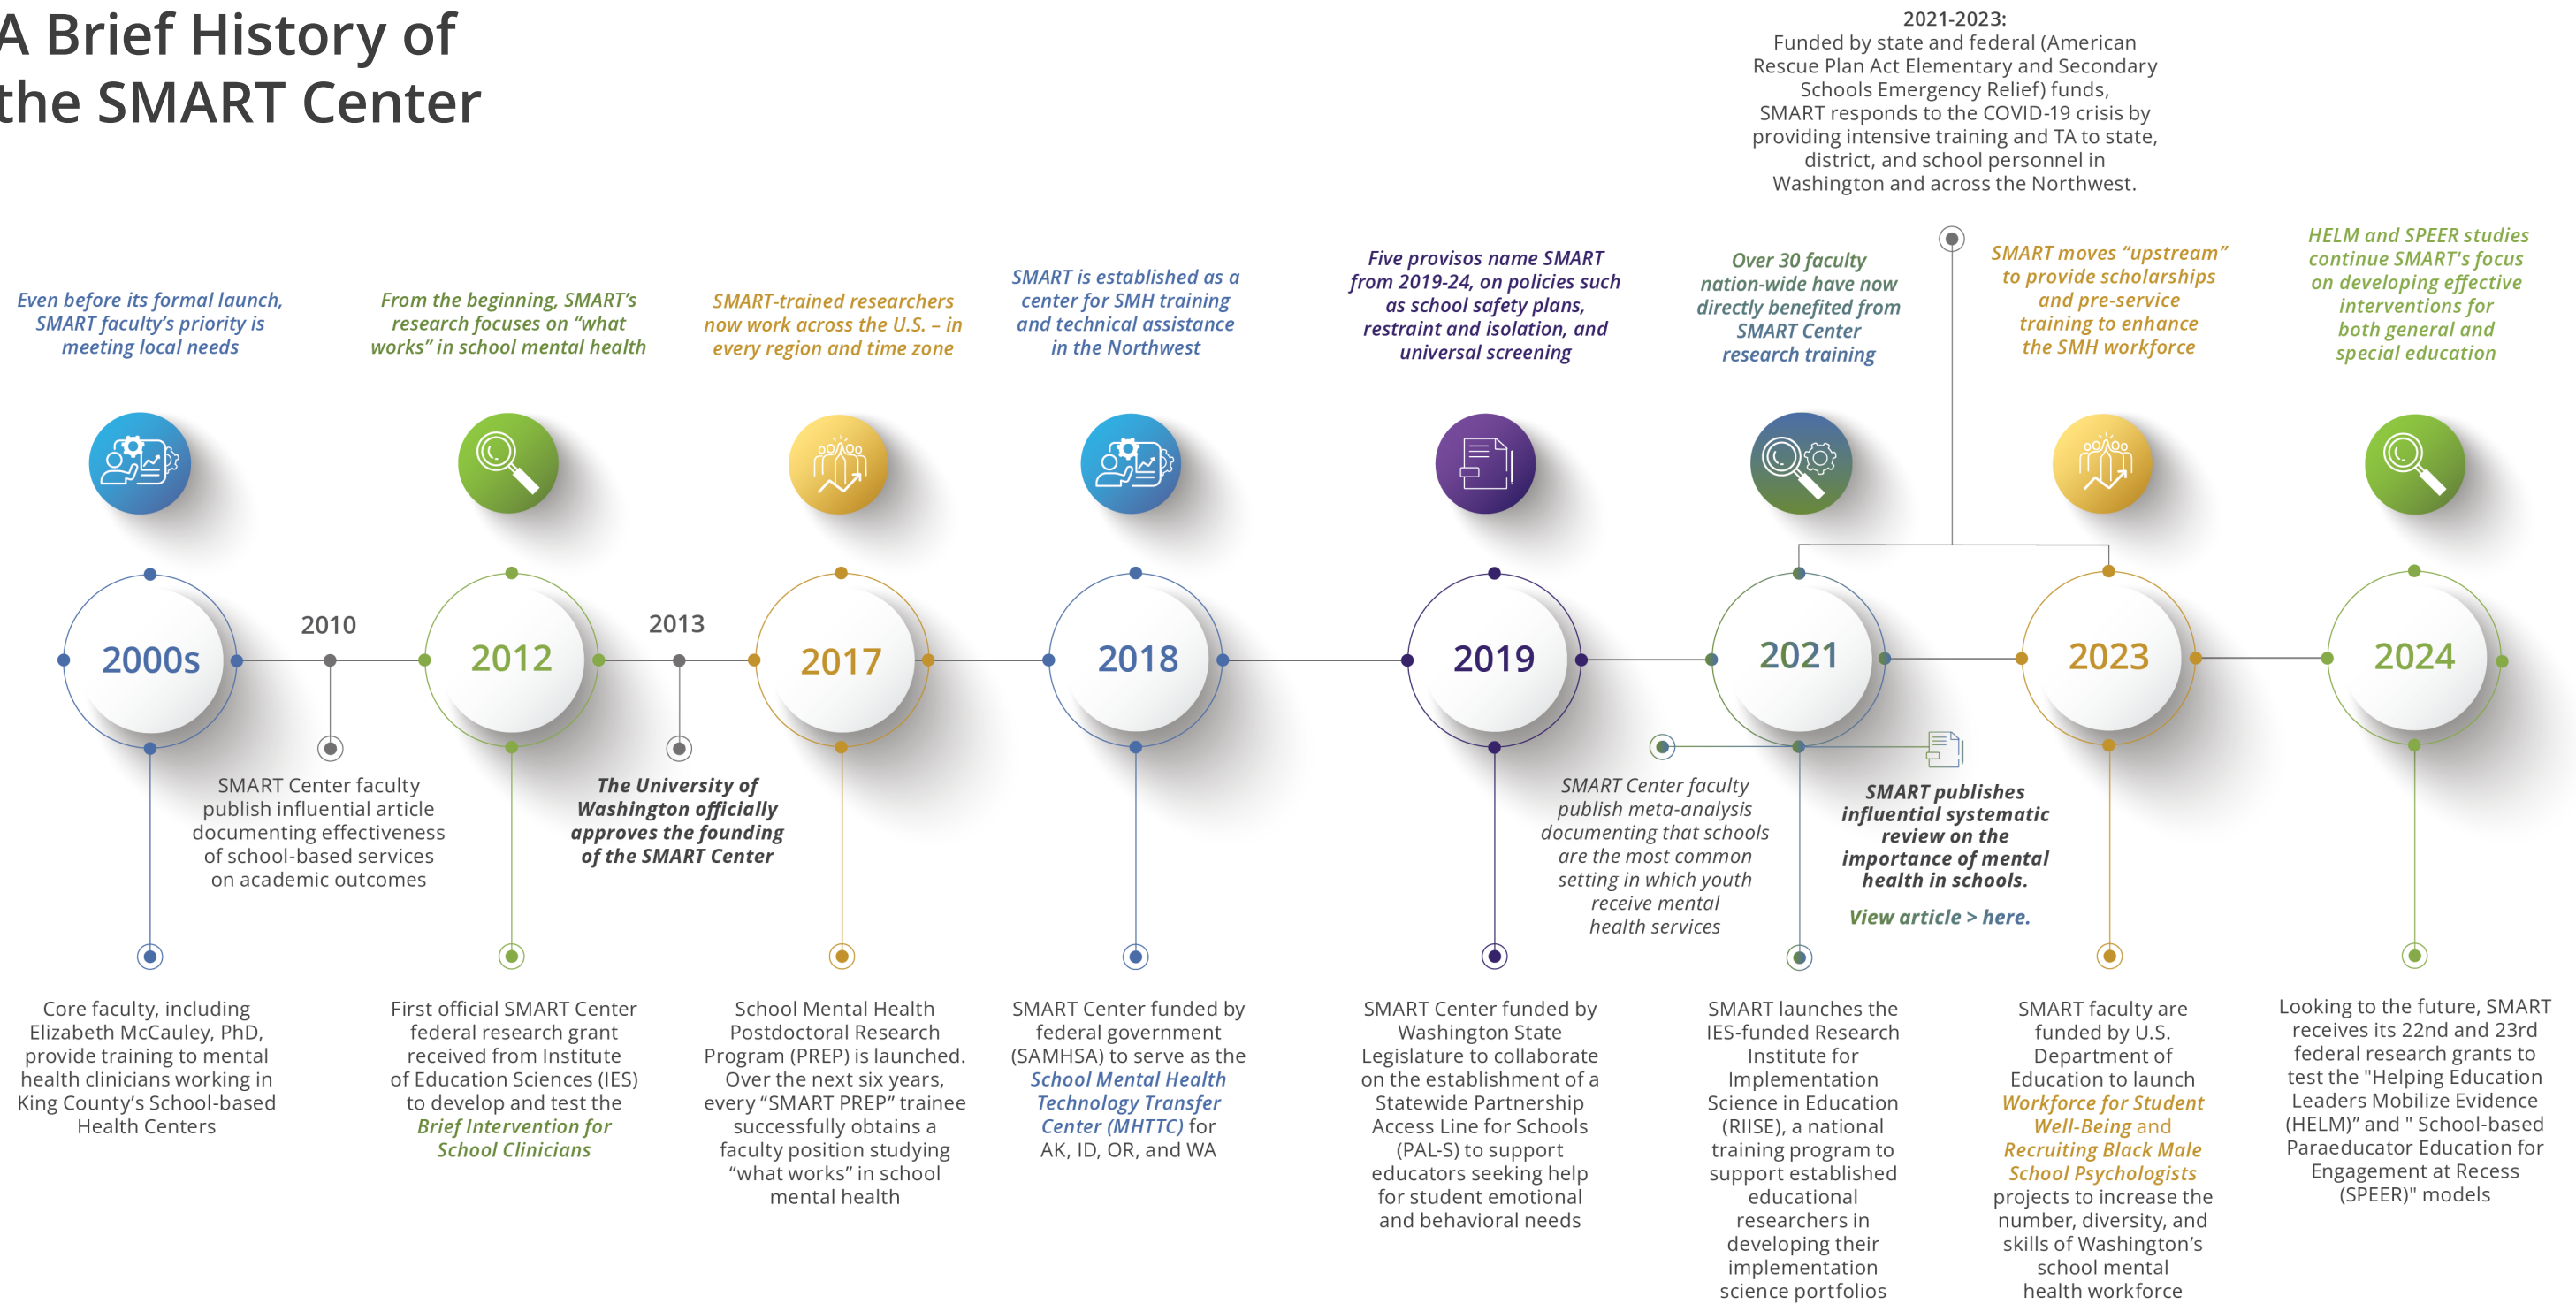 A Brief History of
the SMART Center
2021-2023:
Funded by state and federal (American
Rescue Plan Act Elementary and Secondary
Schools Emergency Relief) funds,
SMART responds to the COVID-19 crisis by
providing intensive training and TA to state,
district, and school personnel in
Washington and across the Northwest.
Even before its formal launch,
SMART faculty’s priority is
meeting local needs
From the beginning, SMART’s
research focuses on “what
works” in school mental health
SMART-trained researchers
now work across the U.S. – in
every region and time zone
SMART is established as a
center for SMH training
and technical assistance
in the Northwest
Five provisos name SMART
from 2019-24, on policies such
as school safety plans,
restraint and isolation, and
universal screening
Over 30 faculty
nation-wide have now
directly benefited from
SMART Center
research training
SMART moves “upstream”
to provide scholarships
and pre-service
training to enhance
the SMH workforce
HELM and SPEER studies
continue SMART's focus
on developing effective
interventions for
both general and
special education
2000s
2010
2012
2013
2017
2018
2019
2021
2023
2024
SMART Center faculty
publish influential article
documenting effectiveness
of school-based services
on academic outcomes
The University of
Washington officially
approves the founding
of the SMART Center
SMART Center faculty
publish meta-analysis
documenting that schools
are the most common
setting in which youth
receive mental
health services
SMART publishes
influential systematic
review on the
importance of mental
health in schools.
View article > here.
Core faculty, including
Elizabeth McCauley, PhD,
provide training to mental
health clinicians working in
King County’s School-based
Health Centers
First official SMART Center
federal research grant
received from Institute
of Education Sciences (IES)
to develop and test the
Brief Intervention for
School Clinicians
School Mental Health
Postdoctoral Research
Program (PREP) is launched.
Over the next six years,
every “SMART PREP” trainee
successfully obtains a
faculty position studying
“what works” in school
mental health
SMART Center funded by
federal government
(SAMHSA) to serve as the
School Mental Health
Technology Transfer
Center (MHTTC) for
AK, ID, OR, and WA
SMART Center funded by
Washington State
Legislature to collaborate
on the establishment of a
Statewide Partnership
Access Line for Schools
(PAL-S) to support
educators seeking help
for student emotional
and behavioral needs
SMART launches the
IES-funded Research
Institute for
Implementation
Science in Education
(RIISE), a national
training program to
support established
educational
researchers in
developing their
implementation
science portfolios
SMART faculty are
funded by U.S.
Department of
Education to launch
Workforce for Student
Well-Being and
Recruiting Black Male
School Psychologists
projects to increase the
number, diversity, and
skills of Washington’s
school mental
health workforce
Looking to the future, SMART
receives its 22nd and 23rd
federal research grants to
test the "Helping Education
Leaders Mobilize Evidence
(HELM)” and " School-based
Paraeducator Education for
Engagement at Recess
(SPEER)" models